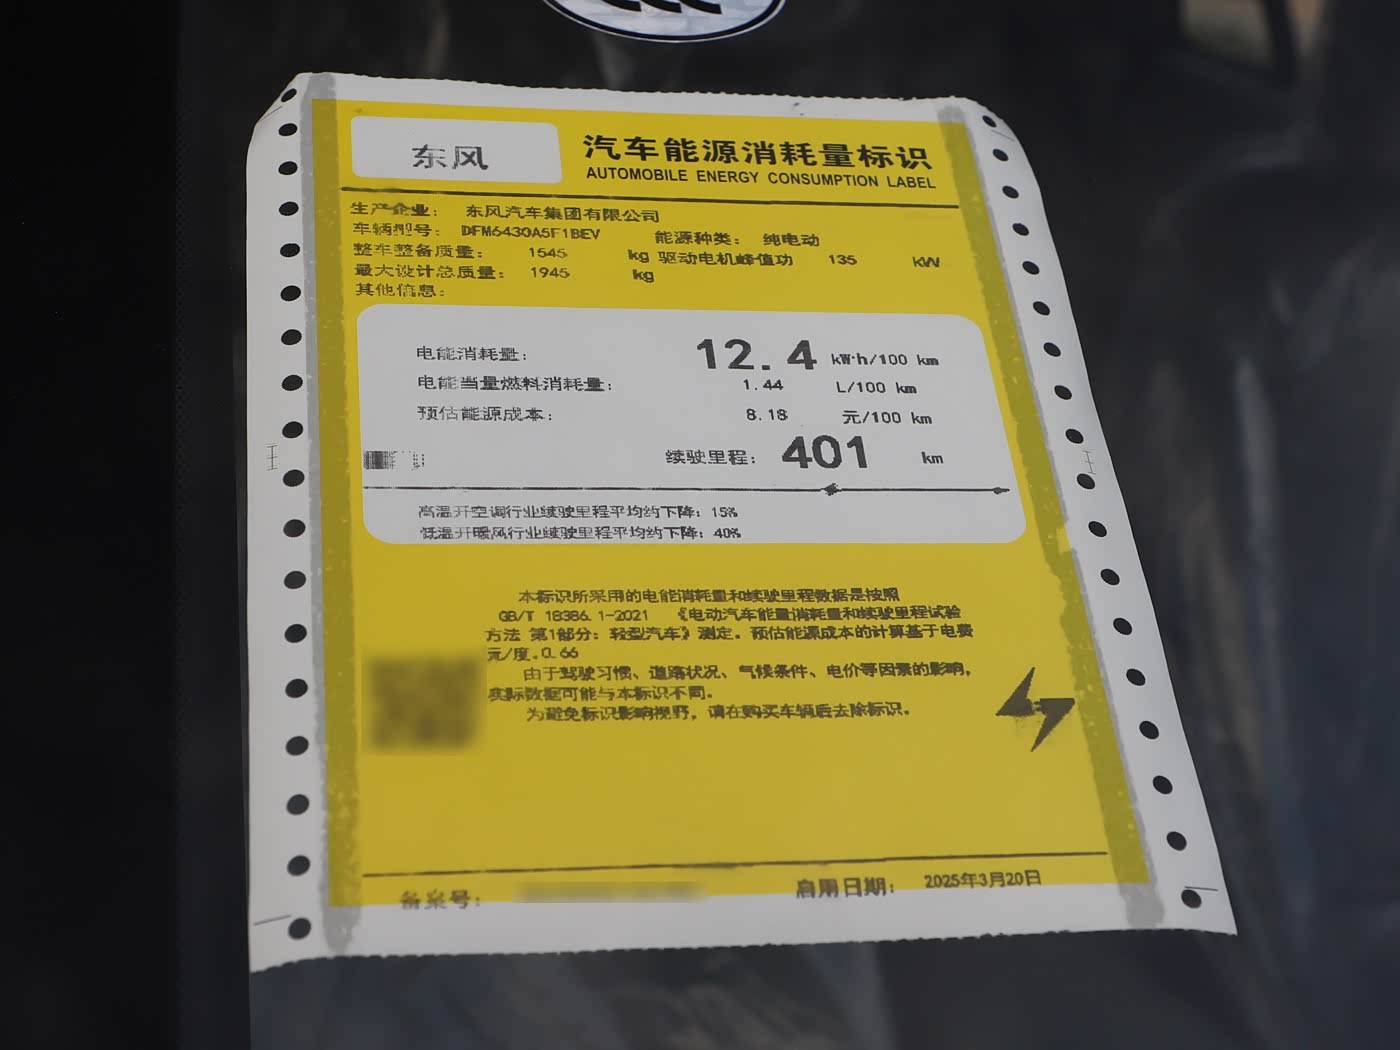 东风
汽车能源消耗量标识
AUTOMOBILE ENERGY CONSUMPTION LABEL
生产企业： 东风汽车集团有限公司
车辆型号： DFM6430A5F1BEV 能源种类： 纯电动
整车整备质量： 1545 kg 驱动电机峰值功 135 kW
最大设计总质量： 1945 kg
其他信息：
电能消耗量： 12.4 kW·h/100 km
电能当量燃料消耗量： 1.44 L/100 km
预估能源成本： 8.18 元/100 km
续驶里程： 401 km
高温开空调行业续驶里程平均约下降：15%
低温开暖风行业续驶里程平均约下降：40%
本标识所采用的电能消耗量和续驶里程数据是按照
GB/T 18386.1-2021 《电动汽车能量消耗量和续驶里程试验
方法 第1部分：轻型汽车》测定。预估能源成本的计算基于电费
元/度。0.66
由于驾驶习惯、道路状况、气候条件、电价等因素的影响，
实际数据可能与本标识不同。
为避免标识影响视野，请在购买车辆后去除标识。
备案号： 启用日期： 2025年3月20日